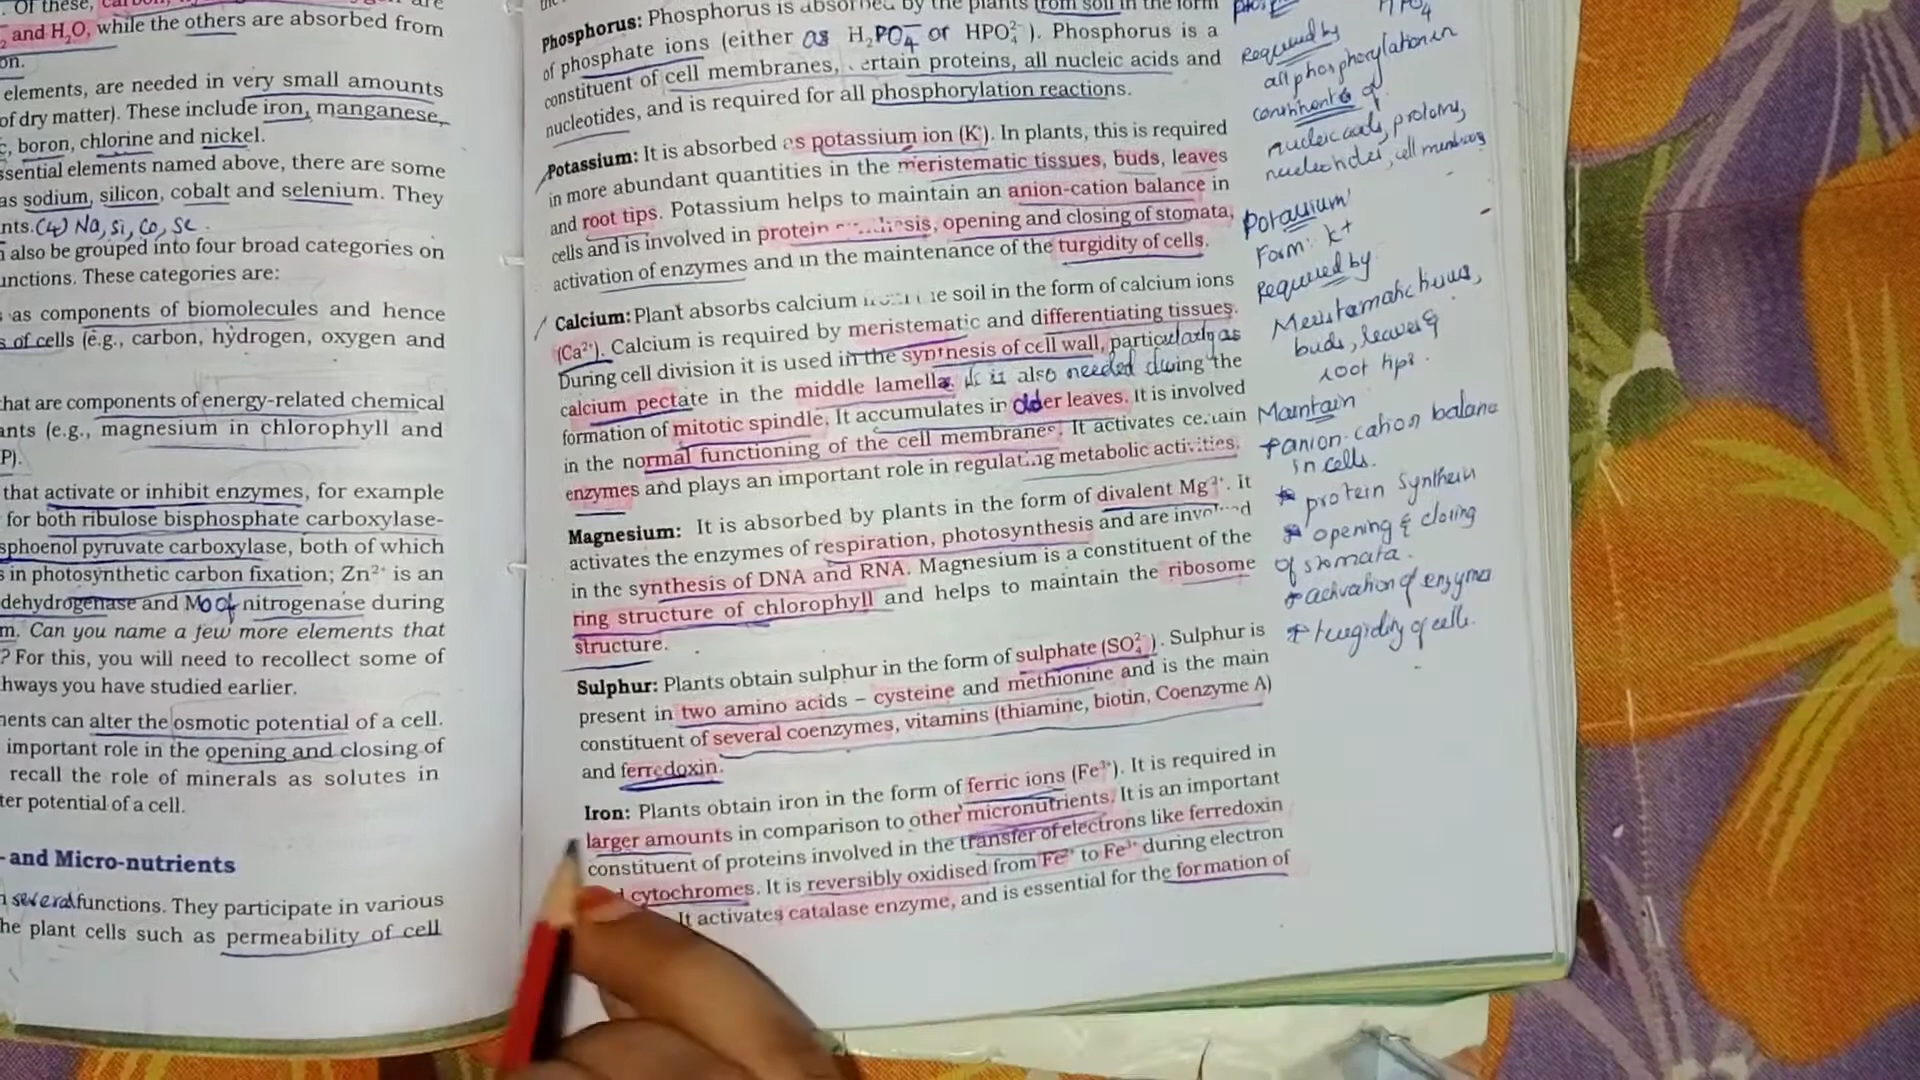 . Of these,
and H₂O, while the others are absorbed from
on.
elements, are needed in very small amounts
of dry matter). These include iron, manganese,
c, boron, chlorine and nickel.
ssential elements named above, there are some
as sodium, silicon, cobalt and selenium. They
nts. (4) Na, Si, Co, Se.
also be grouped into four broad categories on
unctions. These categories are:
as components of biomolecules and hence
s of cells (e.g., carbon, hydrogen, oxygen and
that are components of energy-related chemical
ants (e.g., magnesium in chlorophyll and
P).
that activate or inhibit enzymes, for example
for both ribulose bisphosphate carboxylase-
sphoenol pyruvate carboxylase, both of which
s in photosynthetic carbon fixation; Zn²⁺ is an
dehydrogenase and Mo of nitrogenase during
m. Can you name a few more elements that
? For this, you will need to recollect some of
hways you have studied earlier.
ments can alter the osmotic potential of a cell.
important role in the opening and closing of
recall the role of minerals as solutes in
ter potential of a cell.
- and Micro-nutrients
several functions. They participate in various
he plant cells such as permeability of cell
Phosphorus: Phosphorus is absorbed by the plants from soil in the form
of phosphate ions (either as H₂PO₄⁻ or HPO₄²⁻). Phosphorus is a
constituent of cell membranes, ertain proteins, all nucleic acids and
nucleotides, and is required for all phosphorylation reactions.
Potassium: It is absorbed as potassium ion (K⁺). In plants, this is required
in more abundant quantities in the meristematic tissues, buds, leaves
and root tips. Potassium helps to maintain an anion-cation balance in
cells and is involved in protein opening and closing of stomata,
activation of enzymes and in the maintenance of the turgidity of cells.
Calcium: Plant absorbs calcium soil in the form of calcium ions
(Ca²⁺). Calcium is required by meristematic and differentiating tissues.
During cell division it is used in the synthesis of cell wall, particularly as
calcium pectate in the middle lamella. It is also needed during the
formation of mitotic spindle. It accumulates in older leaves. It is involved
in the normal functioning of the cell membranes. It activates certain
enzymes and plays an important role in regulating metabolic activities.
Magnesium: It is absorbed by plants in the form of divalent Mg²⁺. It
activates the enzymes of respiration, photosynthesis and are involved
in the synthesis of DNA and RNA. Magnesium is a constituent of the
ring structure of chlorophyll and helps to maintain the ribosome
structure.
Sulphur: Plants obtain sulphur in the form of sulphate (SO₄²⁻). Sulphur is
present in two amino acids – cysteine and methionine and is the main
constituent of several coenzymes, vitamins (thiamine, biotin, Coenzyme A)
and ferredoxin.
Iron: Plants obtain iron in the form of ferric ions (Fe³⁺). It is required in
larger amounts in comparison to other micronutrients. It is an important
constituent of proteins involved in the transfer of electrons like ferredoxin
cytochromes. It is reversibly oxidised from Fe²⁺ to Fe³⁺ during electron
It activates catalase enzyme, and is essential for the formation of
Required by
all phosphorylation
constituents of
nucleic acids, proteins,
nucleotides, cell membranes
Potassium
Form: K+
Required by
Meristamatic tissues,
buds, leaves &
root tips.
Maintain
anion-cation balance
in cells.
* protein synthesis
* opening & closing
of stomata.
* activation of enzymes
* turgidity of cells.